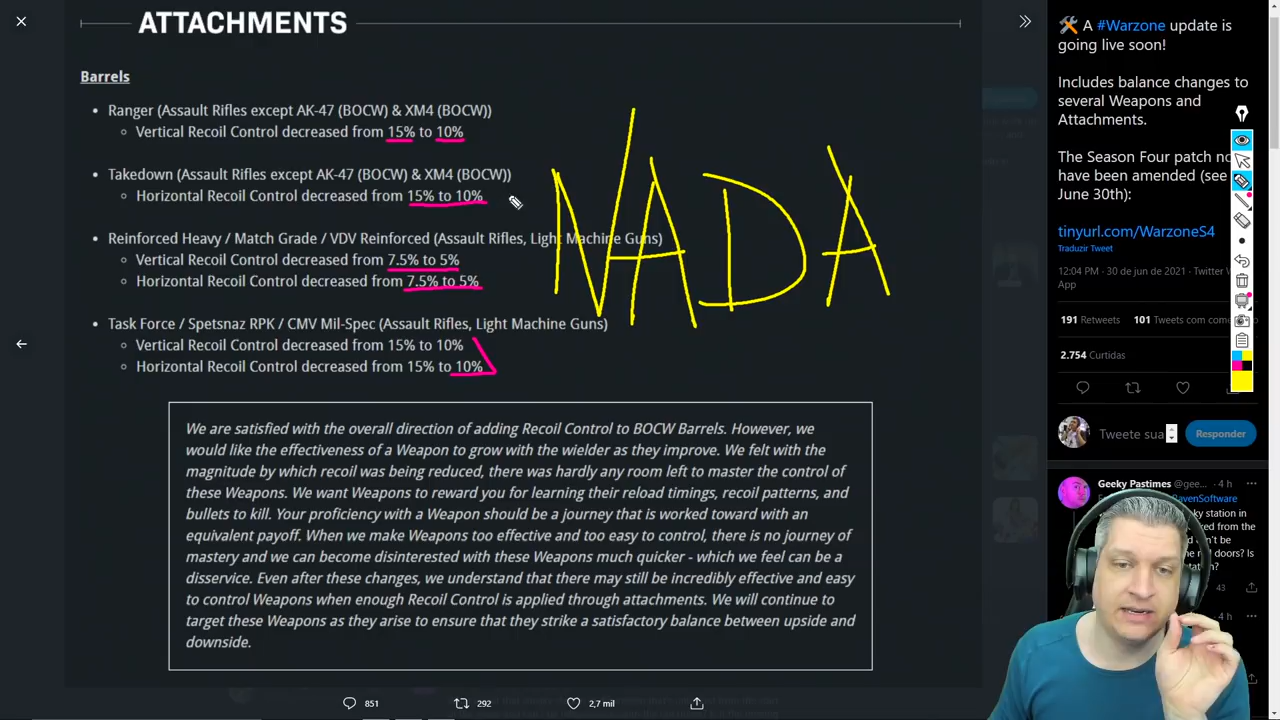 ATTACHMENTS
Barrels
Ranger (Assault Rifles except AK-47 (BOCW) & XM4 (BOCW))
Vertical Recoil Control decreased from 15% to 10%
Takedown (Assault Rifles except AK-47 (BOCW) & XM4 (BOCW))
Horizontal Recoil Control decreased from 15% to 10%
Reinforced Heavy / Match Grade / VDV Reinforced (Assault Rifles, Light Machine Guns)
Vertical Recoil Control decreased from 7.5% to 5%
Horizontal Recoil Control decreased from 7.5% to 5%
Task Force / Spetsnaz RPK / CMV Mil-Spec (Assault Rifles, Light Machine Guns)
Vertical Recoil Control decreased from 15% to 10%
Horizontal Recoil Control decreased from 15% to 10%
NADA
We are satisfied with the overall direction of adding Recoil Control to BOCW Barrels. However, we
would like the effectiveness of a Weapon to grow with the wielder as they improve. We felt with the
magnitude by which recoil was being reduced, there was hardly any room left to master the control of
these Weapons. We want Weapons to reward you for learning their reload timings, recoil patterns, and
bullets to kill. Your proficiency with a Weapon should be a journey that is worked toward with an
equivalent payoff. When we make Weapons too effective and too easy to control, there is no journey of
mastery and we can become disinterested with these Weapons much quicker - which we feel can be a
disservice. Even after these changes, we understand that there may still be incredibly effective and easy
to control Weapons when enough Recoil Control is applied through attachments. We will continue to
target these Weapons as they arise to ensure that they strike a satisfactory balance between upside and
downside.
851
292
2,7 mil
A #Warzone update is
going live soon!
Includes balance changes to
several Weapons and
Attachments.
The Season Four patch no
have been amended (see
June 30th):
tinyurl.com/WarzoneS4
Traduzir Tweet
12:04 PM · 30 de jun de 2021 · Twitter
App
191 Retweets 101 Tweets com
2.754 Curtidas
Tweete sua
Responder
Geeky Pastimes @gee... · 4 h
avenSoftware
ky station in
ed from the
n't be
doors? Is
tation?
43
4 h